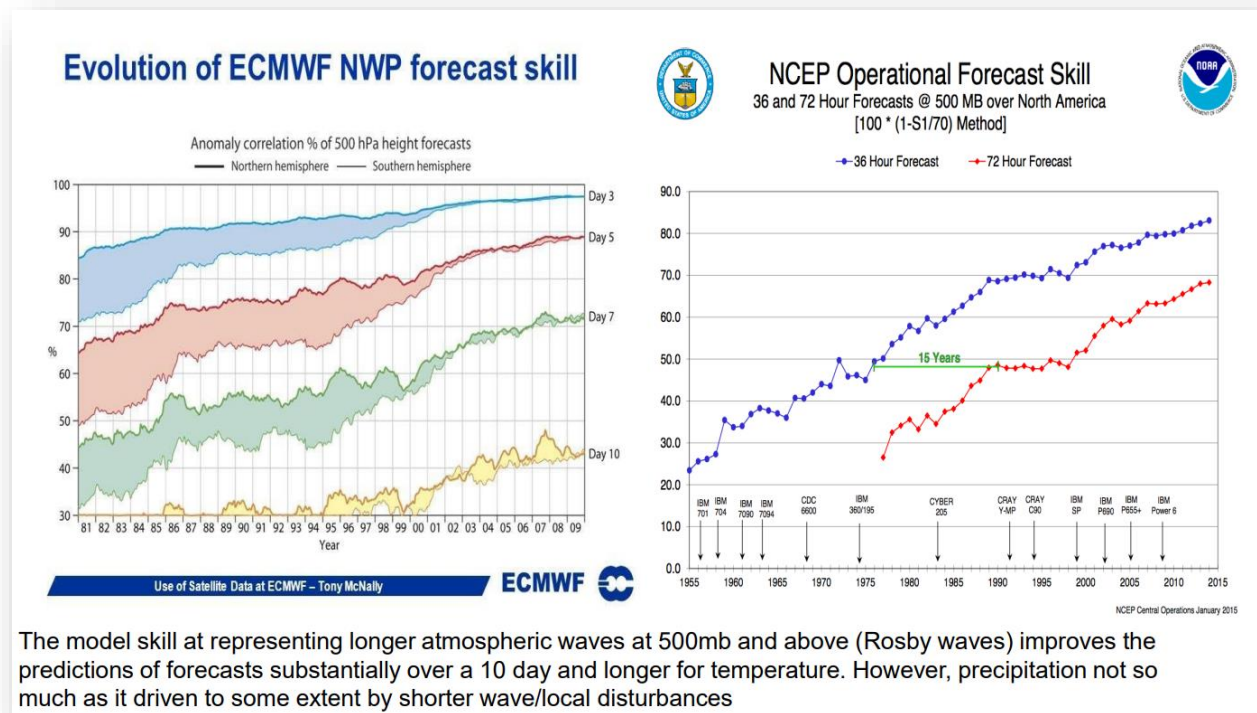 Evolution of ECMWF NWP forecast skill
Anomaly correlation % of 500 hPa height forecasts
Northern hemisphere Southern hemisphere
100
90
80
70
%
60
50
40
30
Day 3
Day 5
Day 7
Day 10
81 82 83 84 85 86 87 88 89 90 91 92 93 94 95 96 97 98 99 00 01 02 03 04 05 06 07 08 09
Year
Use of Satellite Data at ECMWF – Tony McNally
ECMWF
NOAA
NCEP Operational Forecast Skill
36 and 72 Hour Forecasts @ 500 MB over North America
[100 * (1-S1/70) Method]
36 Hour Forecast 72 Hour Forecast
90.0
80.0
70.0
60.0
50.0
40.0
30.0
20.0
10.0
0.0
15 Years
IBM 701
IBM 704
IBM 7090
IBM 7094
CDC 6600
IBM 360/195
CYBER 205
CRAY Y-MP
CRAY C90
IBM SP
IBM P690
IBM P655+
IBM Power 6
1955 1960 1965 1970 1975 1980 1985 1990 1995 2000 2005 2010 2015
NCEP Central Operations January 2015
The model skill at representing longer atmospheric waves at 500mb and above (Rosby waves) improves the
predictions of forecasts substantially over a 10 day and longer for temperature. However, precipitation not so
much as it driven to some extent by shorter wave/local disturbances